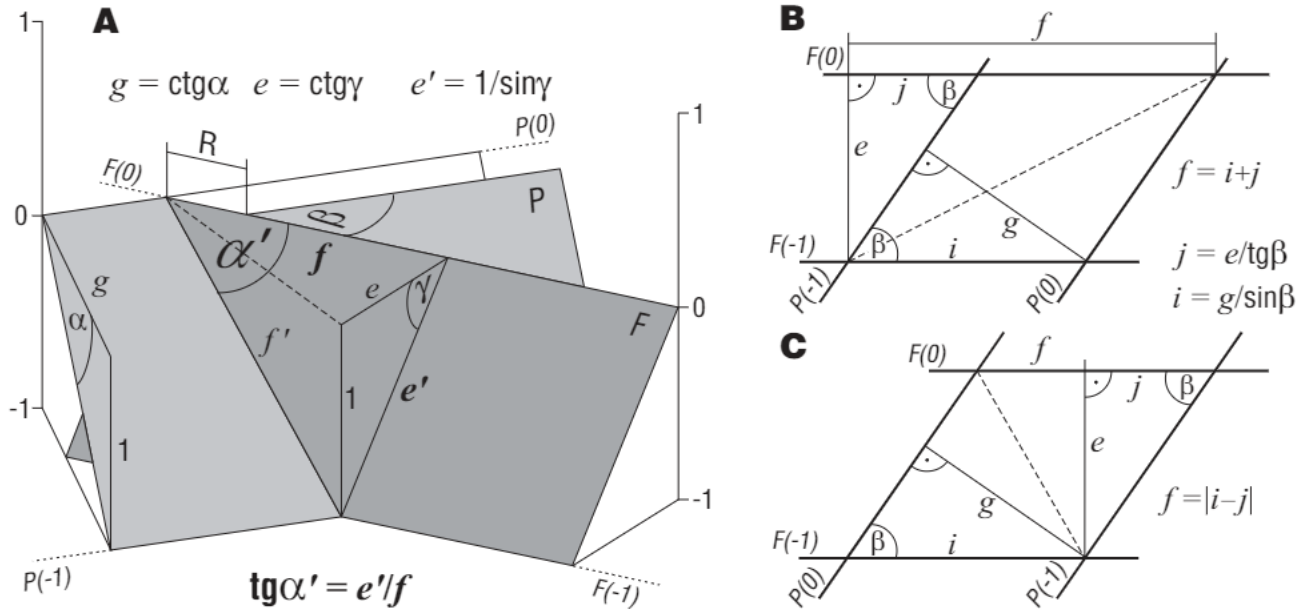 A
1
0
-1
g = ctgα e = ctgγ e' = 1/sinγ
R
F(0)
P(0)
P
β
α'
f
g
α
e
γ
f'
F
1
e'
1
1
0
-1
P(-1)
F(-1)
tgα' = e'/f
B
f
F(0)
j
β
e
f = i+j
g
F(-1)
β
i
P(-1)
P(0)
j = e/tgβ
i = g/sinβ
C
F(0)
f
j
β
e
g
f =|i–j|
F(-1)
β
i
P(0)
P(-1)